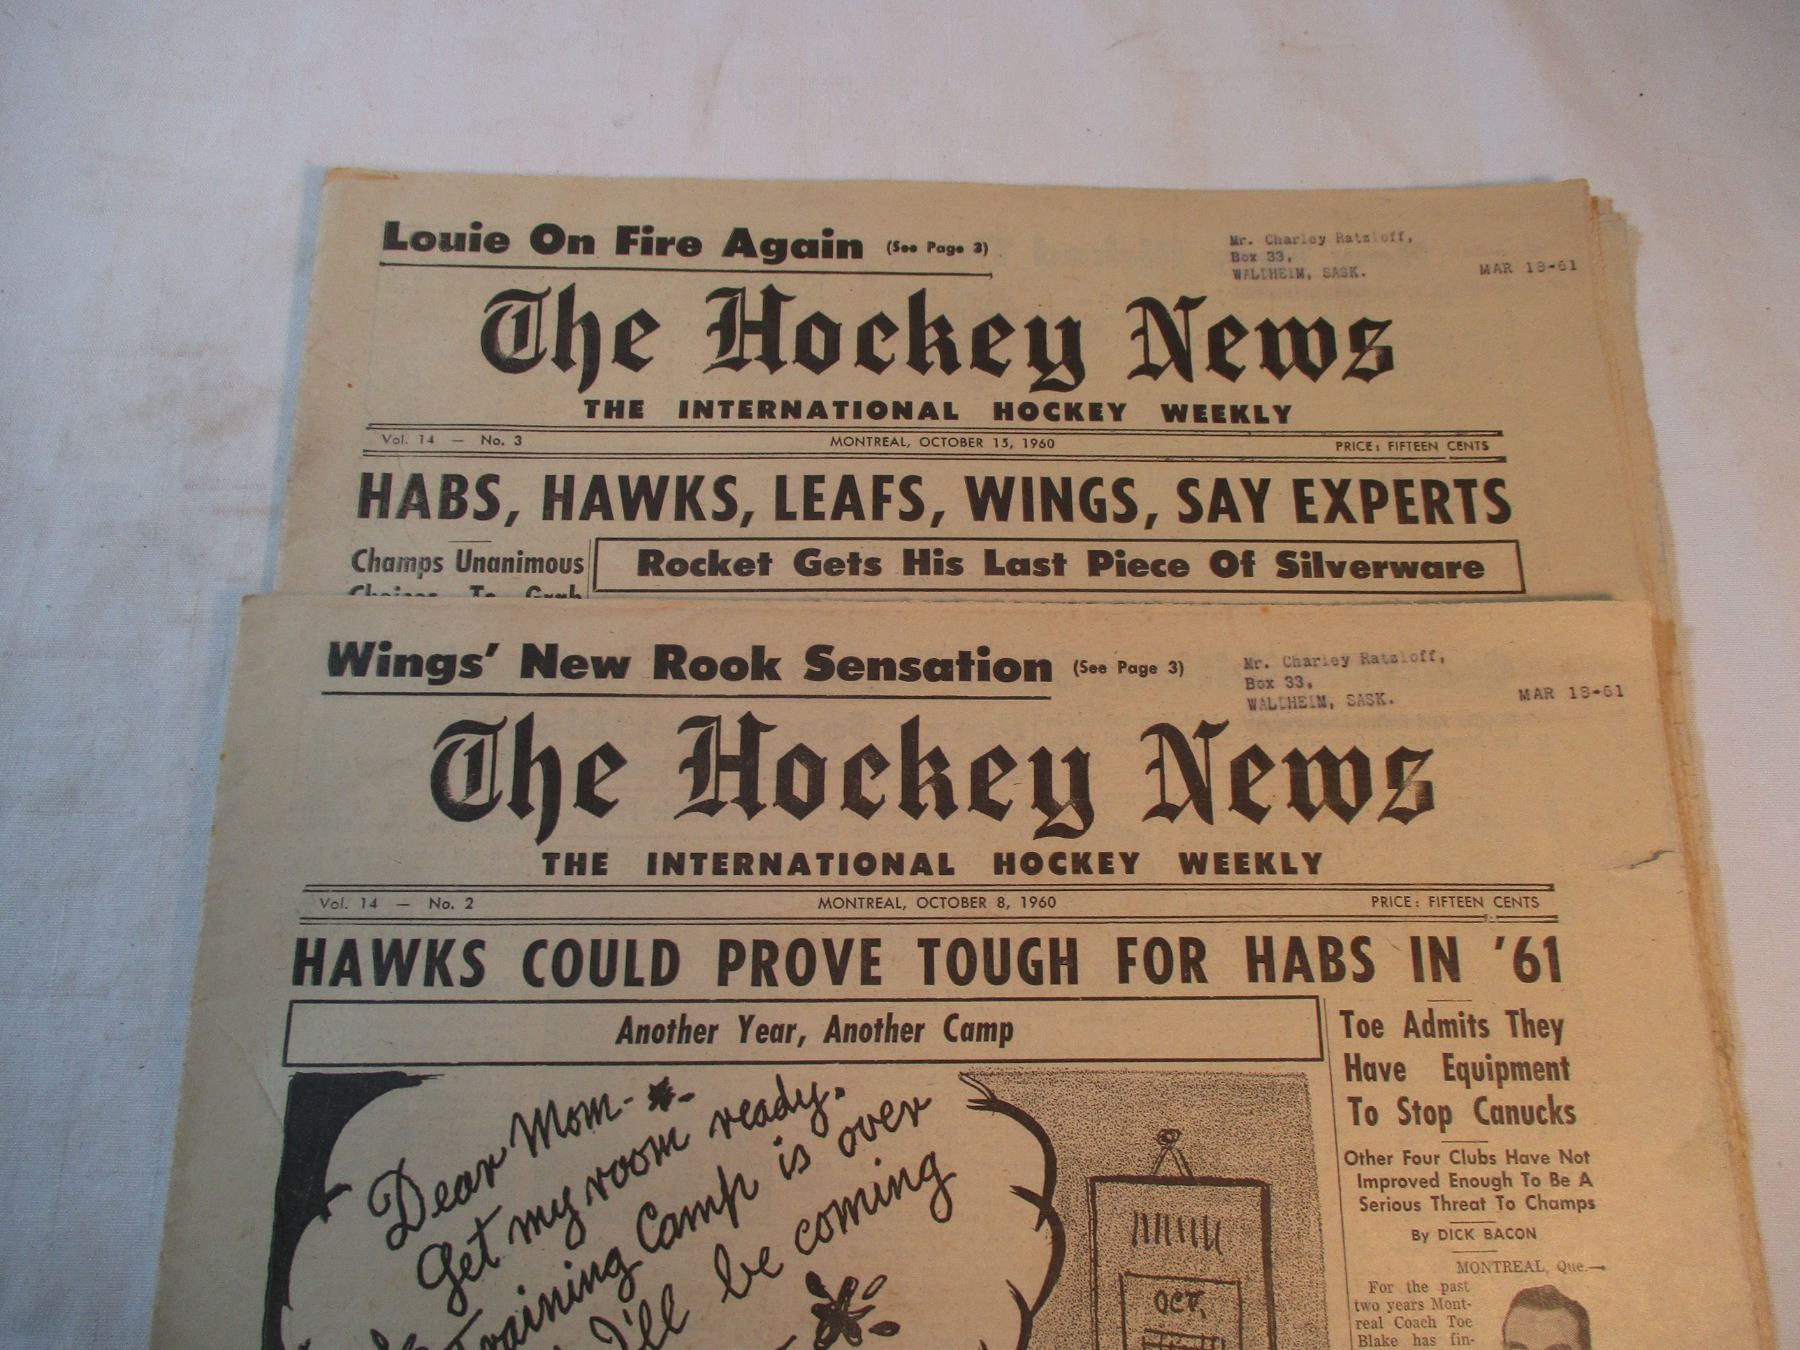 Louie On Fire Again (See Page 3)
Mr. Charley Ratzloff,
Box 33,
WALDHEIM, SASK.
MAR 18-61
The Hockey News
THE INTERNATIONAL HOCKEY WEEKLY
Vol. 14 — No. 3 MONTREAL, OCTOBER 15, 1960 PRICE: FIFTEEN CENTS
HABS, HAWKS, LEAFS, WINGS, SAY EXPERTS
Champs Unanimous
Choices To Grab
Rocket Gets His Last Piece Of Silverware
Wings' New Rook Sensation (See Page 3)
Mr. Charley Ratzloff,
Box 33,
WALDHEIM, SASK.
MAR 18-61
The Hockey News
THE INTERNATIONAL HOCKEY WEEKLY
Vol. 14 — No. 2 MONTREAL, OCTOBER 8, 1960 PRICE: FIFTEEN CENTS
HAWKS COULD PROVE TOUGH FOR HABS IN '61
Another Year, Another Camp
Dear Mom-
Get my room ready.
Training Camp is over
I'll be coming
OCT.
Toe Admits They
Have Equipment
To Stop Canucks
Other Four Clubs Have Not
Improved Enough To Be A
Serious Threat To Champs
By DICK BACON
MONTREAL, Que.—
For the past
two years Mont-
real Coach Toe
Blake has fin-